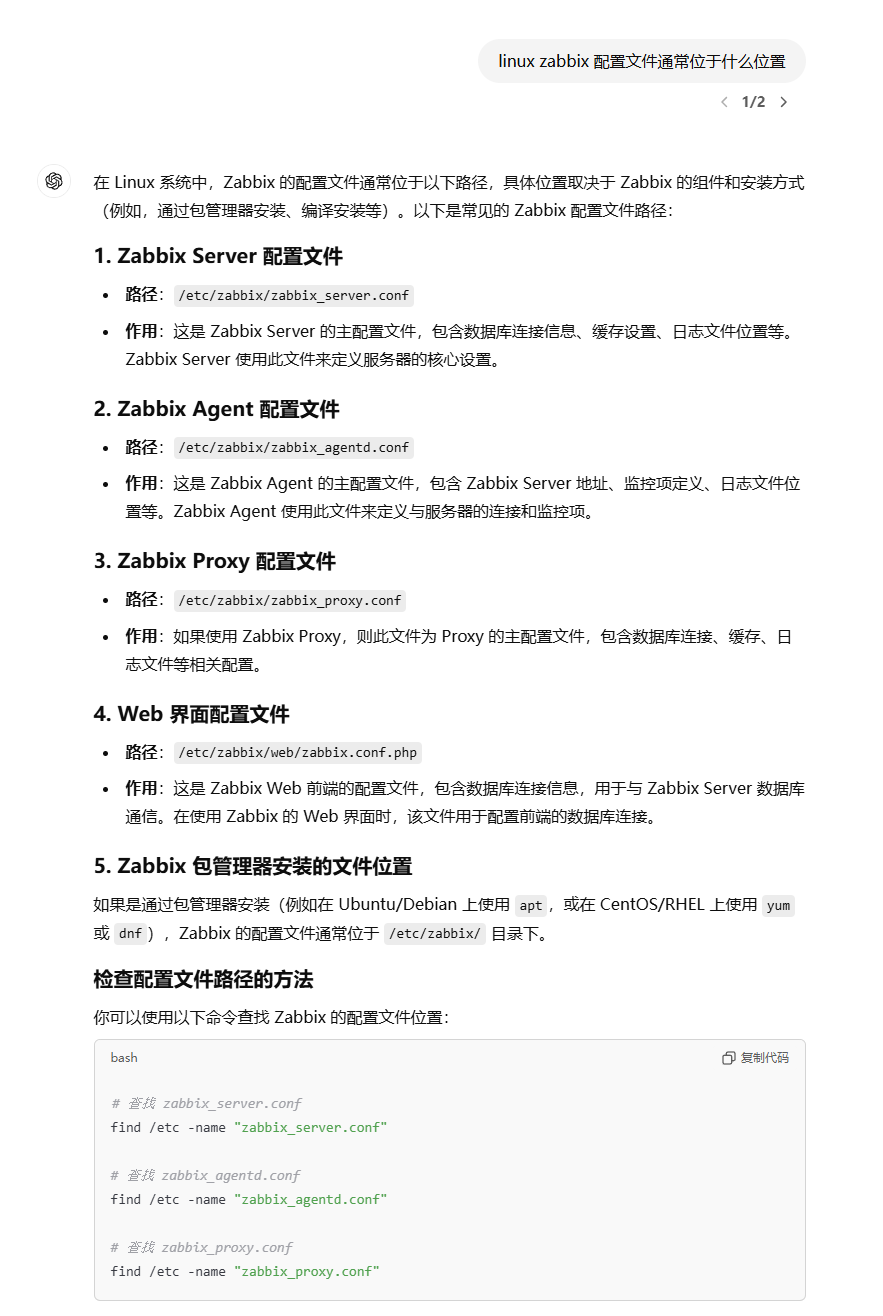 linux zabbix 配置文件通常位于什么位置
1/2
在 Linux 系统中，Zabbix 的配置文件通常位于以下路径，具体位置取决于 Zabbix 的组件和安装方式
（例如，通过包管理器安装、编译安装等）。以下是常见的 Zabbix 配置文件路径：
1. Zabbix Server 配置文件
• 路径： /etc/zabbix/zabbix_server.conf
• 作用：这是 Zabbix Server 的主配置文件，包含数据库连接信息、缓存设置、日志文件位置等。
Zabbix Server 使用此文件来定义服务器的核心设置。
2. Zabbix Agent 配置文件
• 路径： /etc/zabbix/zabbix_agentd.conf
• 作用：这是 Zabbix Agent 的主配置文件，包含 Zabbix Server 地址、监控项定义、日志文件位
置等。Zabbix Agent 使用此文件来定义与服务器的连接和监控项。
3. Zabbix Proxy 配置文件
• 路径： /etc/zabbix/zabbix_proxy.conf
• 作用：如果使用 Zabbix Proxy，则此文件为 Proxy 的主配置文件，包含数据库连接、缓存、日
志文件等相关配置。
4. Web 界面配置文件
• 路径： /etc/zabbix/web/zabbix.conf.php
• 作用：这是 Zabbix Web 前端的配置文件，包含数据库连接信息，用于与 Zabbix Server 数据库
通信。在使用 Zabbix 的 Web 界面时，该文件用于配置前端的数据库连接。
5. Zabbix 包管理器安装的文件位置
如果是通过包管理器安装（例如在 Ubuntu/Debian 上使用 apt，或在 CentOS/RHEL 上使用 yum
或 dnf），Zabbix 的配置文件通常位于 /etc/zabbix/ 目录下。
检查配置文件路径的方法
你可以使用以下命令查找 Zabbix 的配置文件位置：
bash 复制代码
# 查找 zabbix_server.conf
find /etc -name "zabbix_server.conf"
# 查找 zabbix_agentd.conf
find /etc -name "zabbix_agentd.conf"
# 查找 zabbix_proxy.conf
find /etc -name "zabbix_proxy.conf"